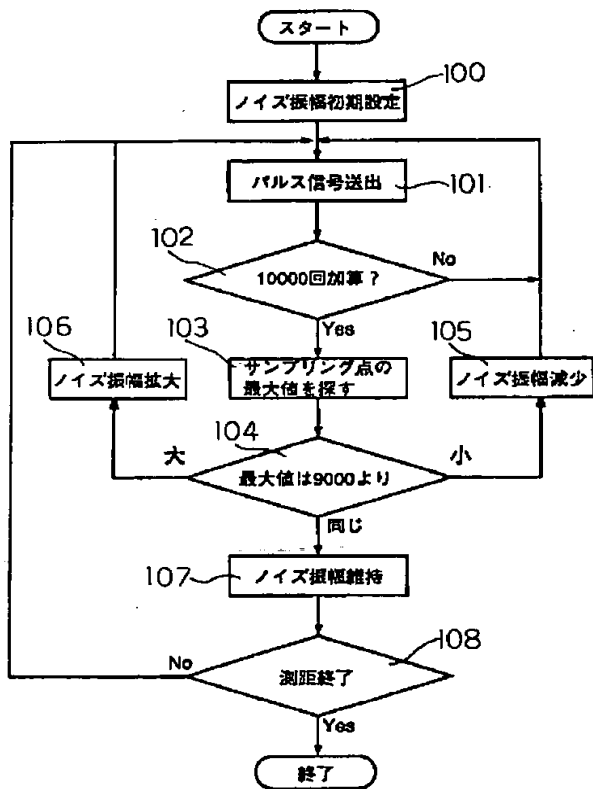 スタート
100
ノイズ振幅初期設定
パルス信号送出
101
102
10000回加算？
No
Yes
106
103
105
ノイズ振幅拡大
サンプリング点の
最大値を探す
ノイズ振幅減少
104
大
小
最大値は9000より
同じ
107
ノイズ振幅維持
108
No
測距終了
Yes
終了